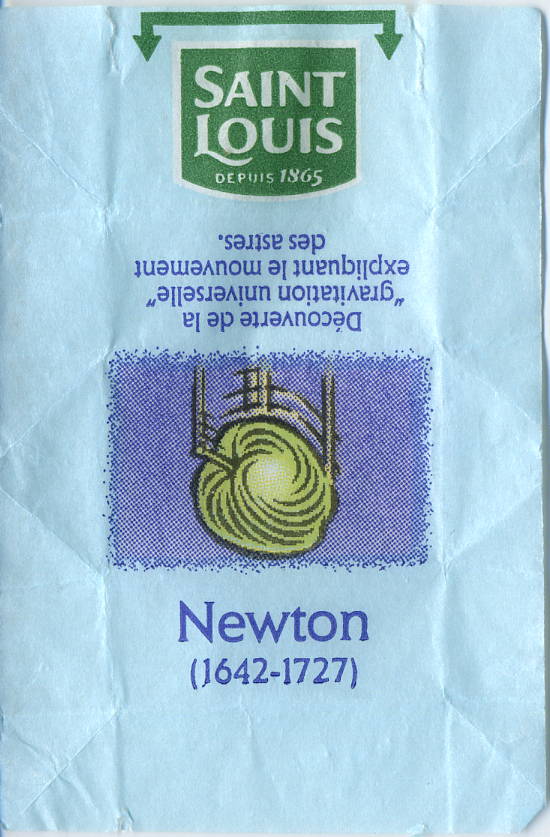 SAINT
LOUIS
DEPUIS 1865
Découverte de la
"gravitation universelle"
expliquant le mouvement
des astres.
Newton
(1642-1727)